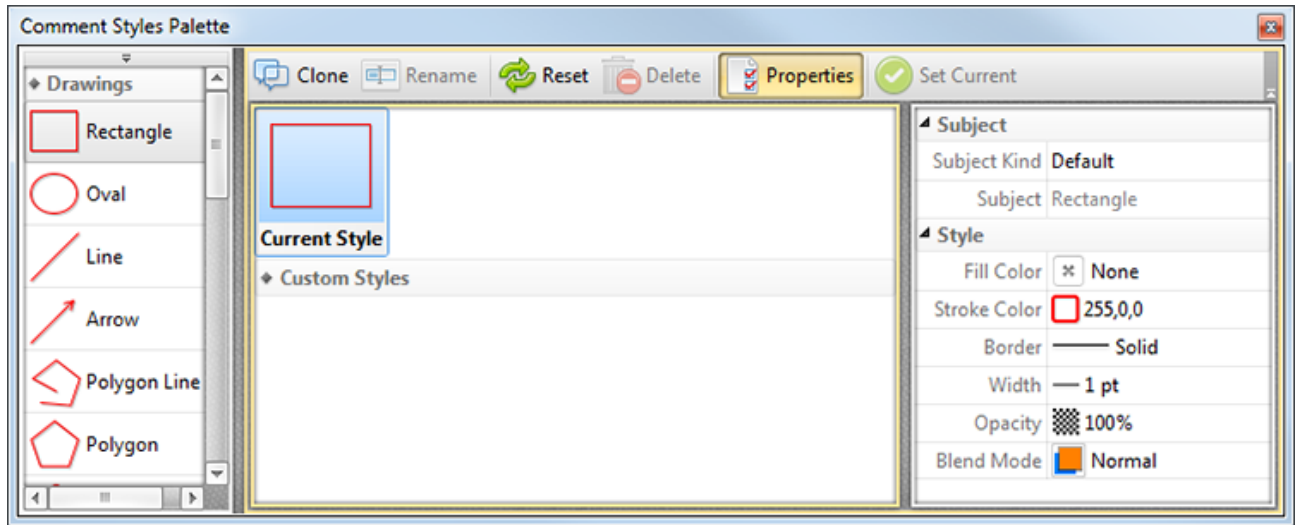 Comment Styles Palette
Drawings
Rectangle
Oval
Line
Arrow
Polygon Line
Polygon
Clone Rename Reset Delete Properties Set Current
Current Style
Custom Styles
Subject
Subject Kind Default
Subject Rectangle
Style
Fill Color None
Stroke Color 255,0,0
Border Solid
Width 1 pt
Opacity 100%
Blend Mode Normal